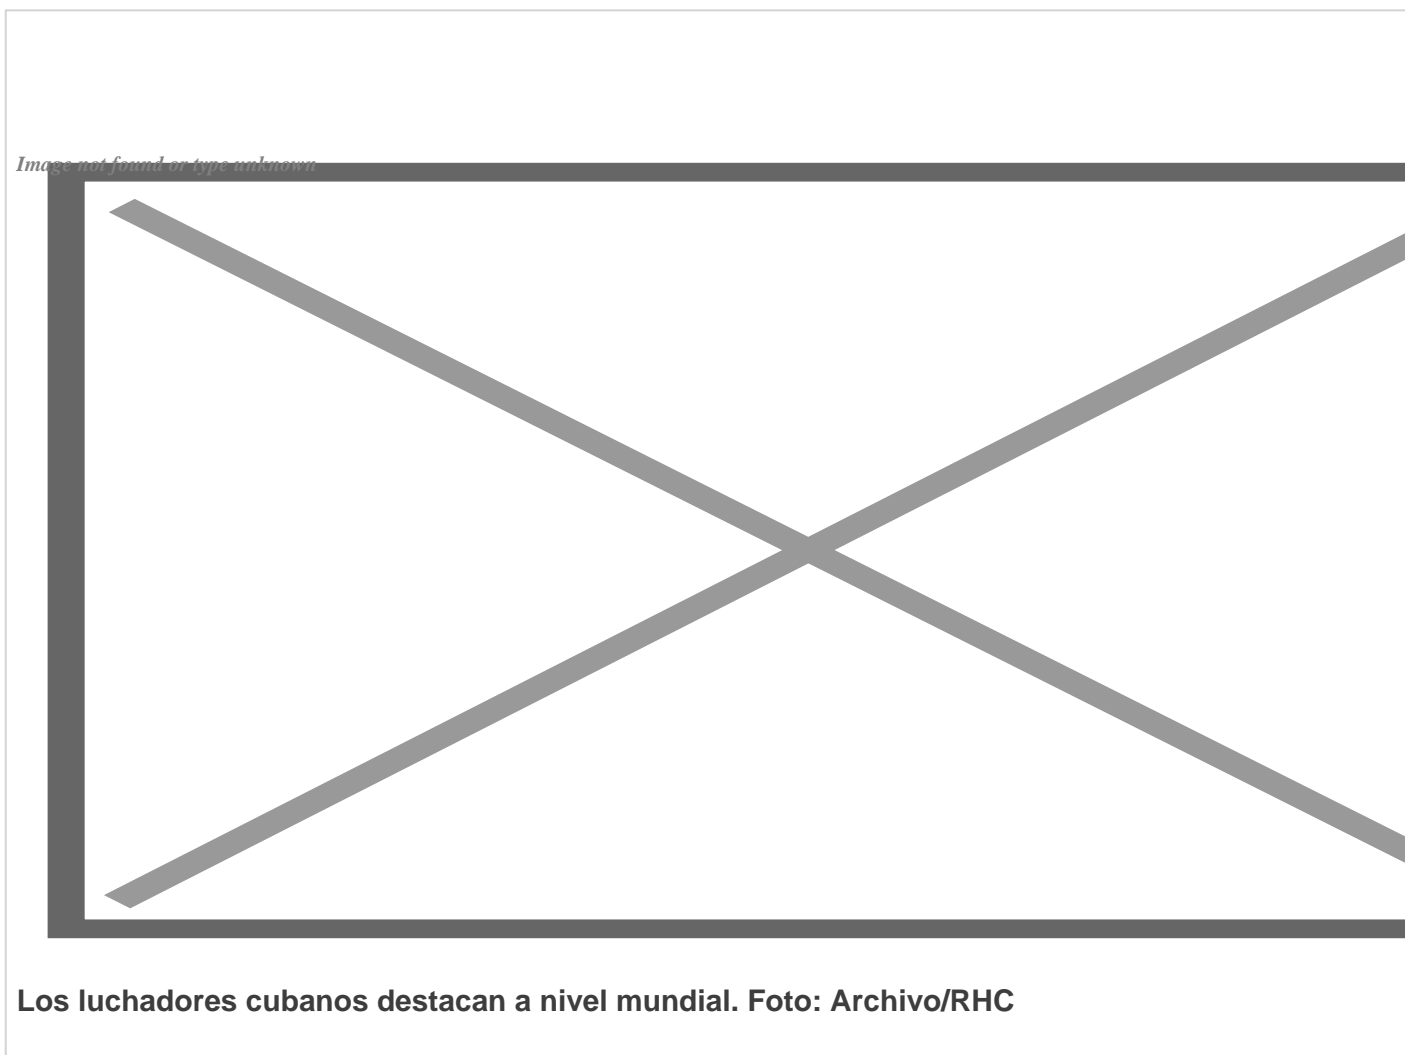 Image not found or type unknown
Los luchadores cubanos destacan a nivel mundial. Foto: Archivo/RHC